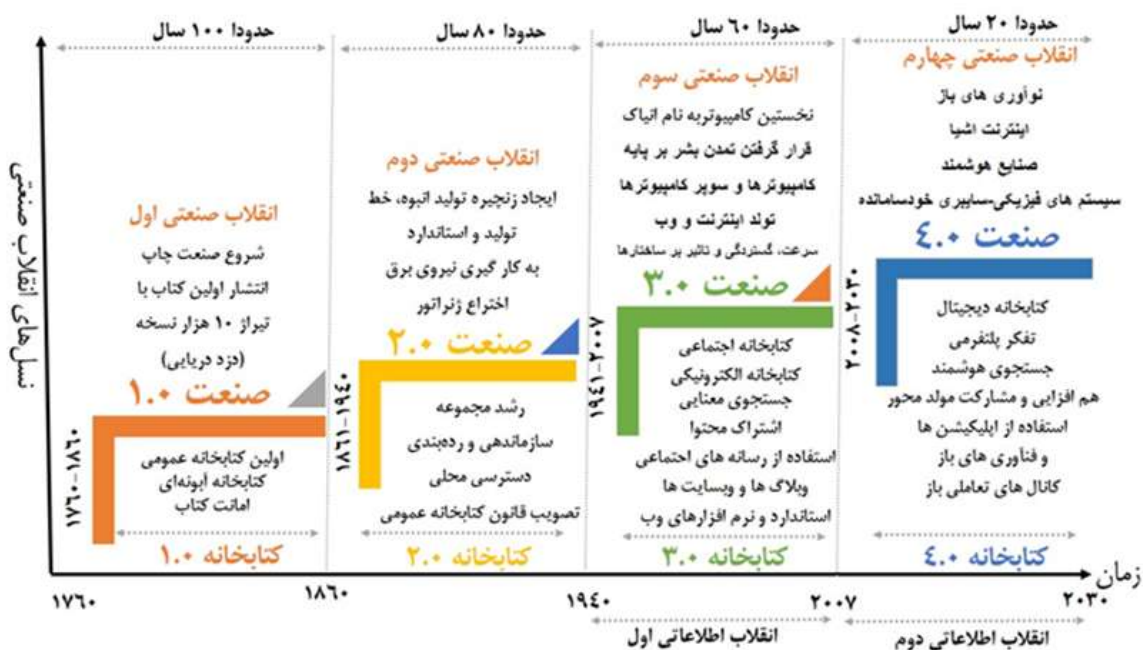 حدودا ۱۰۰ سال
حدودا ۸۰ سال
حدودا ۶۰ سال
حدودا ۲۰ سال
نسل‌های انقلاب صنعتی
انقلاب صنعتی اول
شروع صنعت چاپ
انتشار اولین کتاب با
تیراژ ۱۰ هزار نسخه
(دزد دریایی)
صنعت ۱.۰
۱۷۶۰-۱۸۶۰
اولین کتابخانه عمومی
کتابخانه آبونه‌ای
امانت کتاب
کتابخانه ۱.۰
انقلاب صنعتی دوم
ایجاد زنجیره تولید انبوه، خط
تولید و استاندارد
به کار گیری نیروی برق
اختراع ژنراتور
صنعت ۲.۰
۱۸۶۱-۱۹۴۰
رشد مجموعه
سازماندهی و رده‌بندی
دسترسی محلی
تصویب قانون کتابخانه عمومی
کتابخانه ۲.۰
انقلاب صنعتی سوم
نخستین کامپیوتربه نام انیاک
قرار گرفتن تمدن بشر بر پایه
کامپیوترها و سوپر کامپیوترها
تولد اینترنت و وب
سرعت، گستردگی و تاثیر بر ساختارها
صنعت ۳.۰
۱۹۴۱-۲۰۰۷
کتابخانه اجتماعی
کتابخانه الکترونیکی
جستجوی معنایی
اشتراک محتوا
استفاده از رسانه های اجتماعی
وبلاگ ها و وبسایت ها
استاندارد و نرم افزارهای وب
کتابخانه ۳.۰
انقلاب صنعتی چهارم
نوآوری های باز
اینترنت اشیا
صنایع هوشمند
سیستم های فیزیکی-سایبری خودسامانده
صنعت ٤.۰
۲۰۰۸-۲۰۳۰
کتابخانه دیجیتال
تفکر پلتفرمی
جستجوی هوشمند
هم افزایی و مشارکت مولد محور
استفاده از اپلیکیشن ها
و فنآوری های باز
کانال های تعاملی باز
کتابخانه ٤.۰
زمان
۱۷۶۰
۱۸۶۰
۱۹۴۰
۲۰۰۷
۲۰۳۰
انقلاب اطلاعاتی اول
انقلاب اطلاعاتی دوم